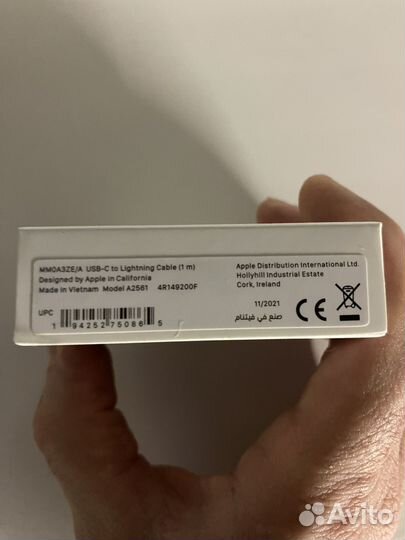 MM0A3ZE/A USB-C to Lightning Cable (1 m)
Designed by Apple in California
Made in Vietnam Model A2561 4R149200F
UPC
1 94252 75086 5
Apple Distribution International Ltd.
Hollyhill Industrial Estate
Cork, Ireland
11/2021
صنع في فيتنام
CE
Avito